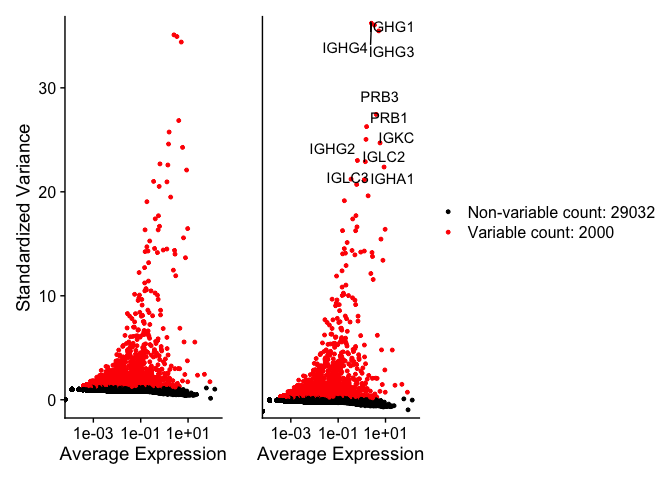 IGHG1
IGHG4
IGHG3
30
PRB3
PRB1
IGKC
IGHG2
IGLC2
IGLC3
IGHA1
20
10
0
Standardized Variance
Non-variable count: 29032
Variable count: 2000
1e-03 1e-01 1e+01
1e-03 1e-01 1e+01
Average Expression
Average Expression